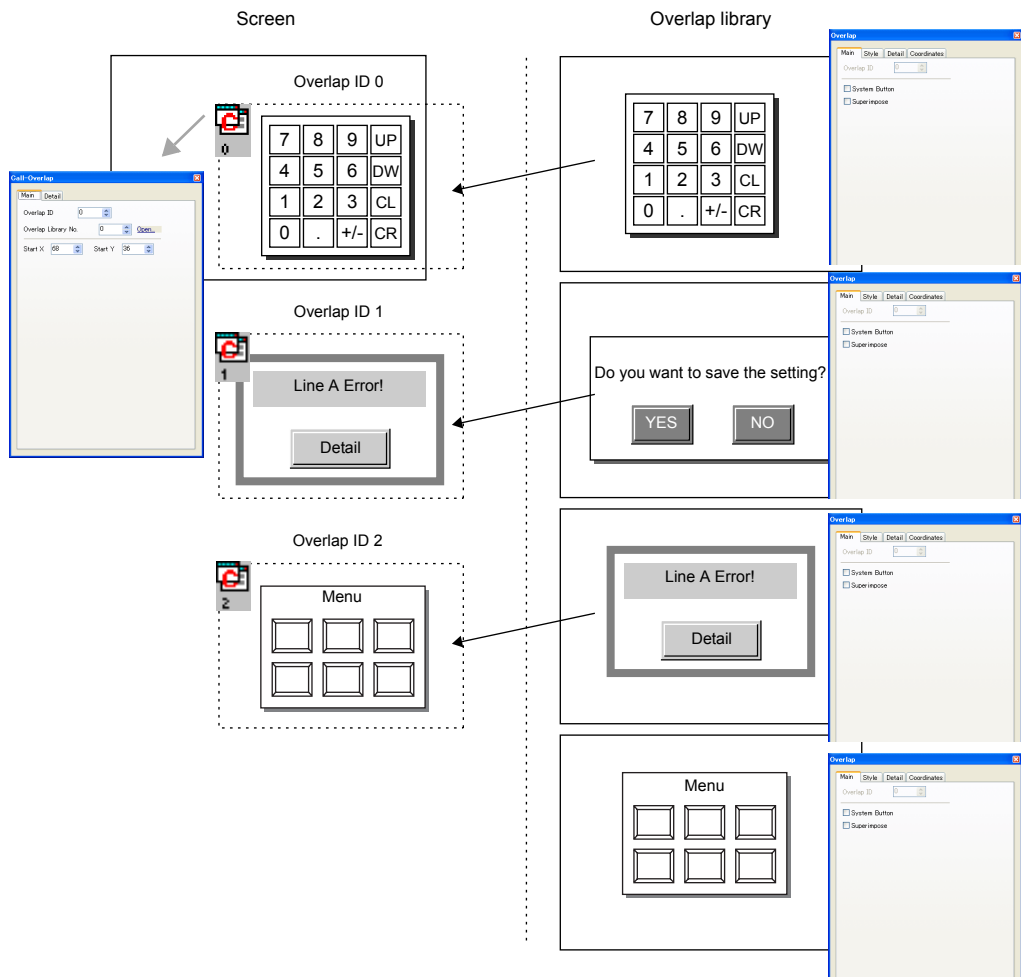 Screen
Overlap library
Overlap ID 0
0
7 8 9 UP
4 5 6 DW
1 2 3 CL
0 . +/- CR
Call-Overlap
Main Detail
Overlap ID 0
Overlap Library No. 0 Open...
Start X 68 Start Y 36
7 8 9 UP
4 5 6 DW
1 2 3 CL
0 . +/- CR
Overlap
Main Style Detail Coordinates
Overlap ID 0
System Button
Superimpose
Overlap ID 1
1
Line A Error!
Detail
Do you want to save the setting?
YES NO
Overlap
Main Style Detail Coordinates
Overlap ID 0
System Button
Superimpose
Overlap ID 2
2
Menu
Line A Error!
Detail
Overlap
Main Style Detail Coordinates
Overlap ID 0
System Button
Superimpose
Menu
Overlap
Main Style Detail Coordinates
Overlap ID 0
System Button
Superimpose